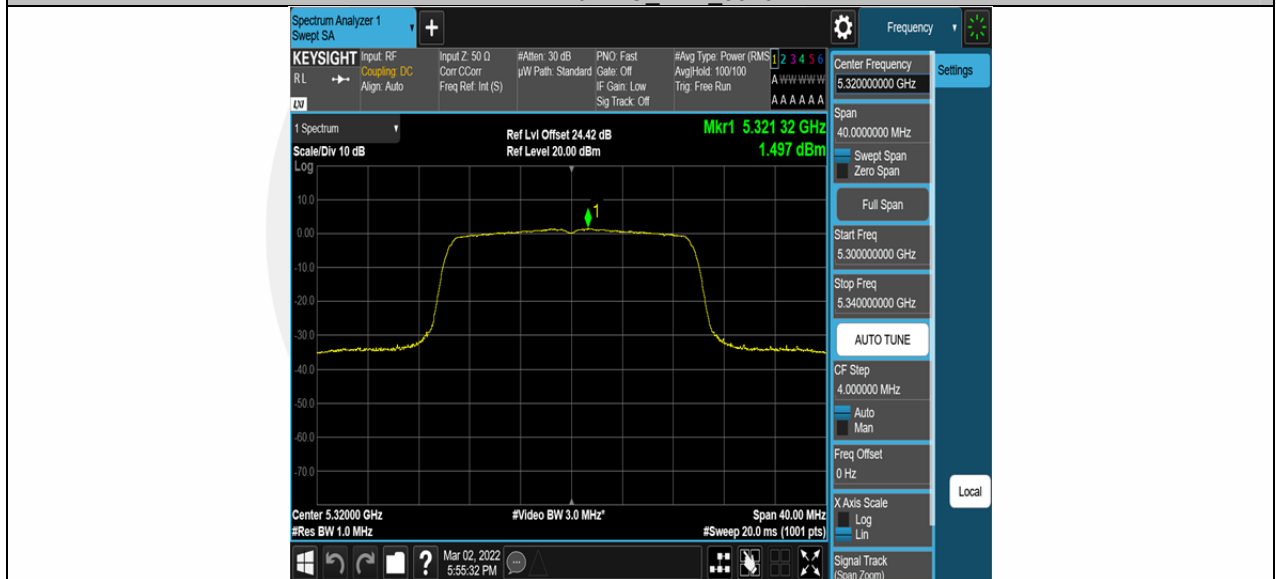 Spectrum Analyzer 1
Swept SA
+
Frequency
KEYSIGHT
RL
LXI
Input: RF
Coupling: DC
Align: Auto
Input Z: 50 Ω
Corr CCorr
Freq Ref: Int (S)
#Atten: 30 dB
µW Path: Standard
PNO: Fast
Gate: Off
IF Gain: Low
Sig Track: Off
#Avg Type: Power (RMS
Avg|Hold: 100/100
Trig: Free Run
1 2 3 4 5 6
A W W W W W
A A A A A A
1 Spectrum
Scale/Div 10 dB
Log
Ref Lvl Offset 24.42 dB
Ref Level 20.00 dBm
Mkr1 5.321 32 GHz
1.497 dBm
10.0
0.00
-10.0
-20.0
-30.0
-40.0
-50.0
-60.0
-70.0
1
Center 5.32000 GHz
#Res BW 1.0 MHz
#Video BW 3.0 MHz*
Span 40.00 MHz
#Sweep 20.0 ms (1001 pts)
?
Mar 02, 2022
5:55:32 PM
Center Frequency
5.320000000 GHz
Span
40.0000000 MHz
Swept Span
Zero Span
Full Span
Start Freq
5.300000000 GHz
Stop Freq
5.340000000 GHz
AUTO TUNE
CF Step
4.000000 MHz
Auto
Man
Freq Offset
0 Hz
X Axis Scale
Log
Lin
Signal Track
(Span Zoom)
Settings
Local